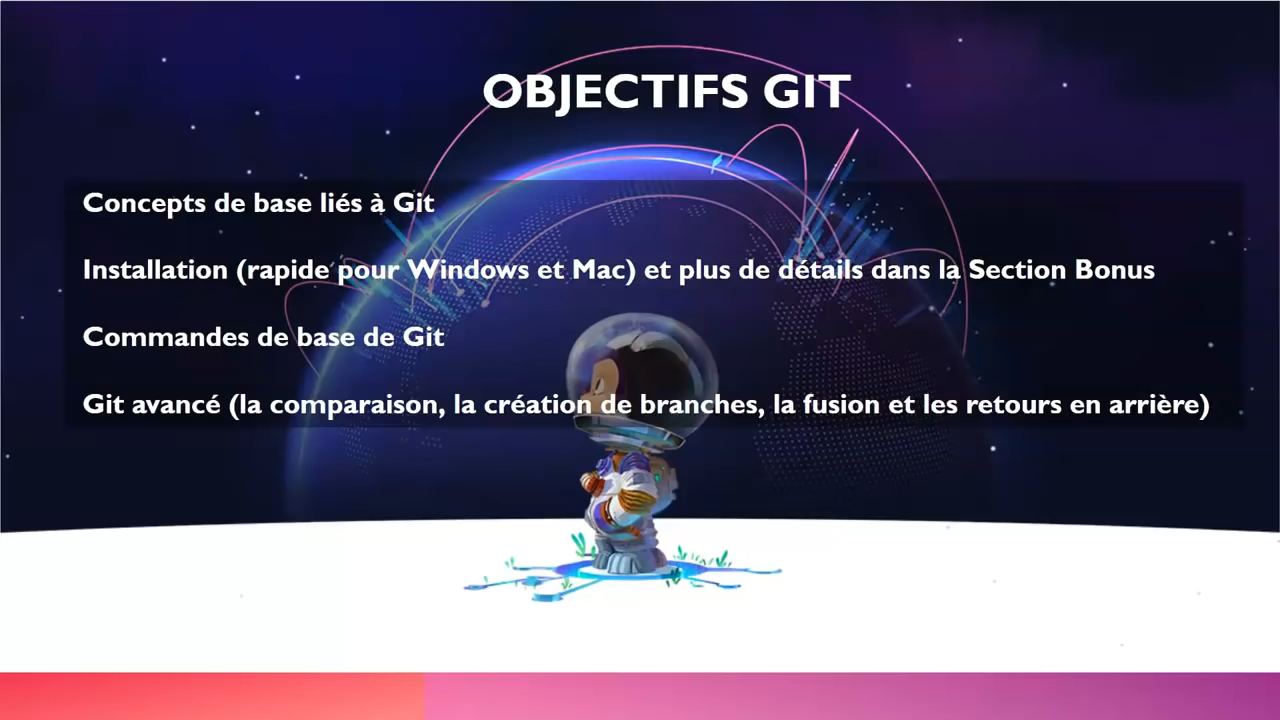 OBJECTIFS GIT
Concepts de base liés à Git
Installation (rapide pour Windows et Mac) et plus de détails dans la Section Bonus
Commandes de base de Git
Git avancé (la comparaison, la création de branches, la fusion et les retours en arrière)